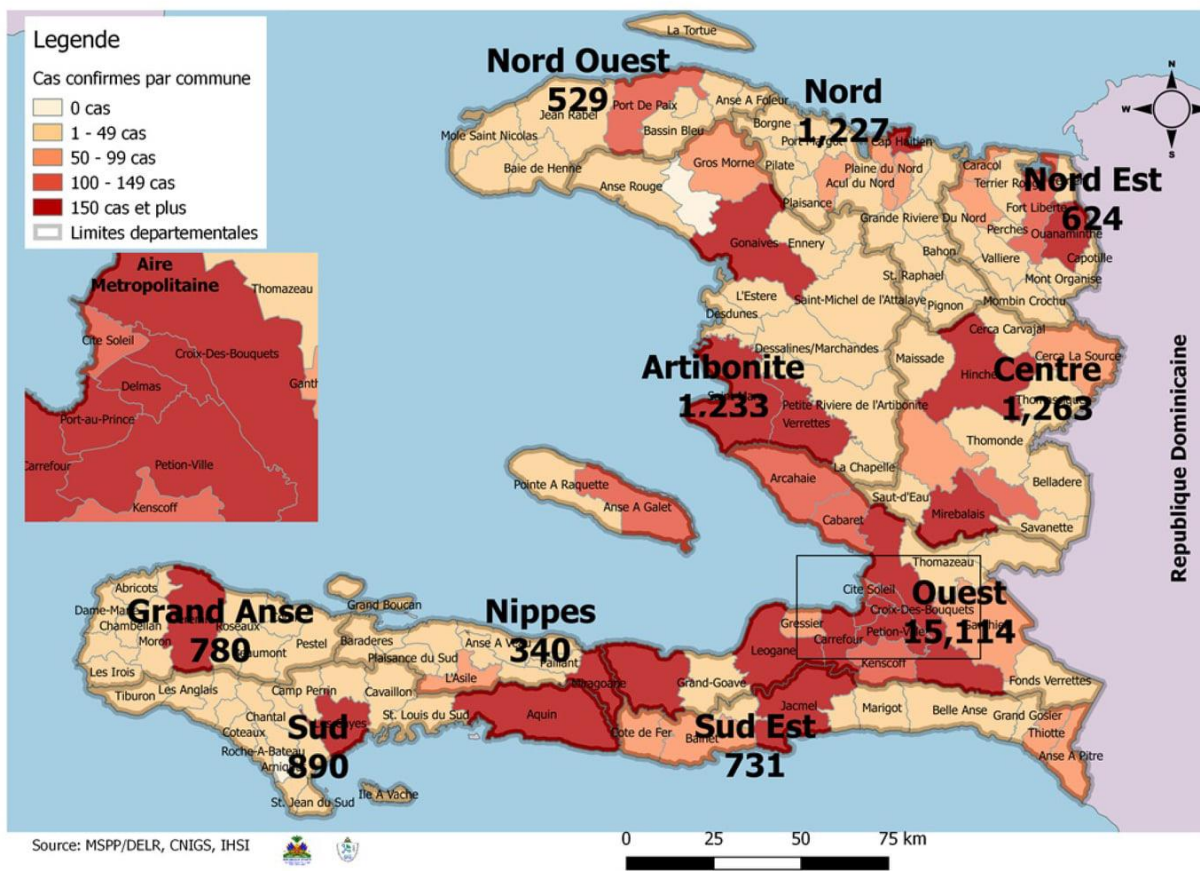 Legende
Cas confirmes par commune
0 cas
1 - 49 cas
50 - 99 cas
100 - 149 cas
150 cas et plus
Limites departementales
La Tortue
Nord Ouest
529
Port De Paix
Jean Rabel
Mole Saint Nicolas
Bassin Bleu
Baie de Henne
Anse A Foleur
Nord
1,227
Borgne
Port Margot
Cap Haitien
Pilate
Plaine du Nord
Acul du Nord
Plaisance
Grande Riviere Du Nord
Bahon
St. Raphael
Pignon
Caracol
Nord Est
624
Terrier Rouge
Fort Liberte
Perches
Ouanaminthe
Valliere
Capotille
Mont Organise
Mombin Crochu
N
W
S
Anse Rouge
Gros Morne
Gonaives
Ennery
L'Estere
Saint-Michel de l'Attalaye
Desdunes
Dessalines/Marchandes
Artibonite
1.233
Petite Riviere de l'Artibonite
Verrettes
La Chapelle
Maissade
Cerca Carvajal
Cerca La Source
Hinche
Centre
1,263
Thomonde
Belladere
Saut-d'Eau
Mirebalais
Savanette
Republique Dominicaine
Aire
Metropolitaine
Thomazeau
Cite Soleil
Croix-Des-Bouquets
Ganth
Delmas
Port-au-Prince
Carrefour
Petion-Ville
Kenscoff
Pointe A Raquette
Anse A Galet
Arcahaie
Cabaret
Thomazeau
Cite Soleil
Ouest
15,114
Croix-Des-Bouquets
Gressier
Carrefour
Petion-Ville
Leogane
Kenscoff
Fonds Verrettes
Grand-Goave
Abricots
Grand Anse
780
Chambellan
Moron
Roseaux
Pestel
Les Irois
Grand Boucan
Nippes
340
Baraderes
Plaisance du Sud
Paillant
L'Asile
Miragoane
Tiburon
Les Anglais
Camp Perrin
Cavaillon
Chantal
Coteaux
Sud
890
St. Louis du Sud
Aquin
Roche-A-Bateau
St. Jean du Sud
Ile A Vache
Cote de Fer
Sud Est
731
Jacmel
Marigot
Belle Anse
Grand Gosier
Thiotte
Anse A Pitre
Source: MSPP/DELR, CNIGS, IHSI
0 25 50 75 km